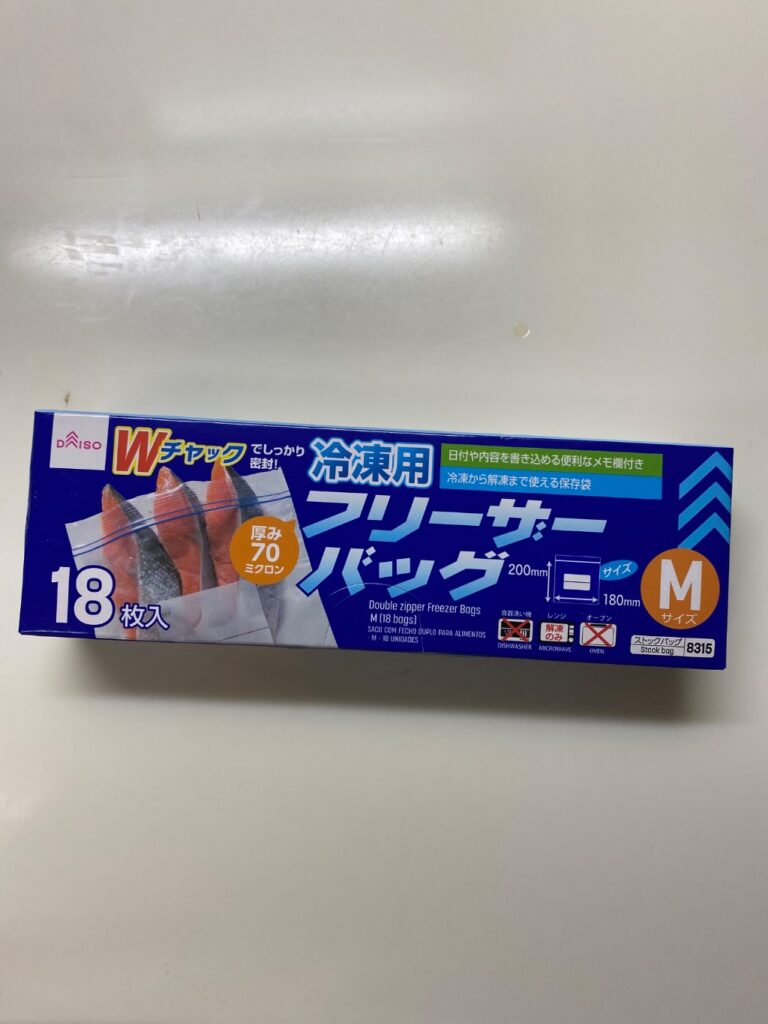 DAISO
Wチャック
でしっかり
密封!
冷凍用
日付や内容を書き込める便利なメモ欄付き
冷凍から解凍まで使える保存袋
フリーザー
バッグ
厚み
70
ミクロン
18枚入
Double zipper Freezer Bags
M (18 bags)
SACO COM FECHO DUPLO PARA ALIMENTOS
- M - 18 UNIDADES
200mm
180mm
サイズ
M
サイズ
食器洗い機
DISHWASHER
レンジ
解凍
のみ
MICROWAVE
オーブン
OVEN
ストックバッグ
Stock bag
8315